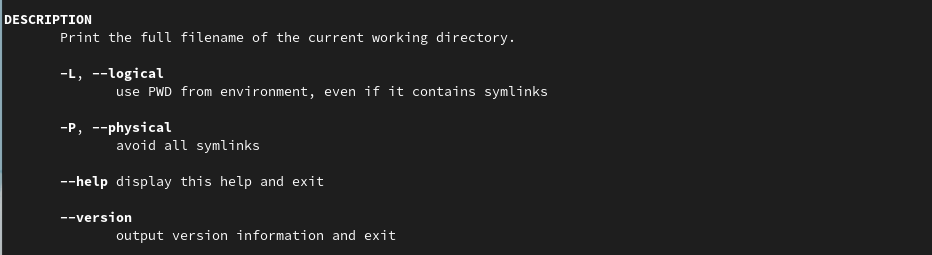 DESCRIPTION
Print the full filename of the current working directory.
-L, --logical
use PWD from environment, even if it contains symlinks
-P, --physical
avoid all symlinks
--help display this help and exit
--version
output version information and exit